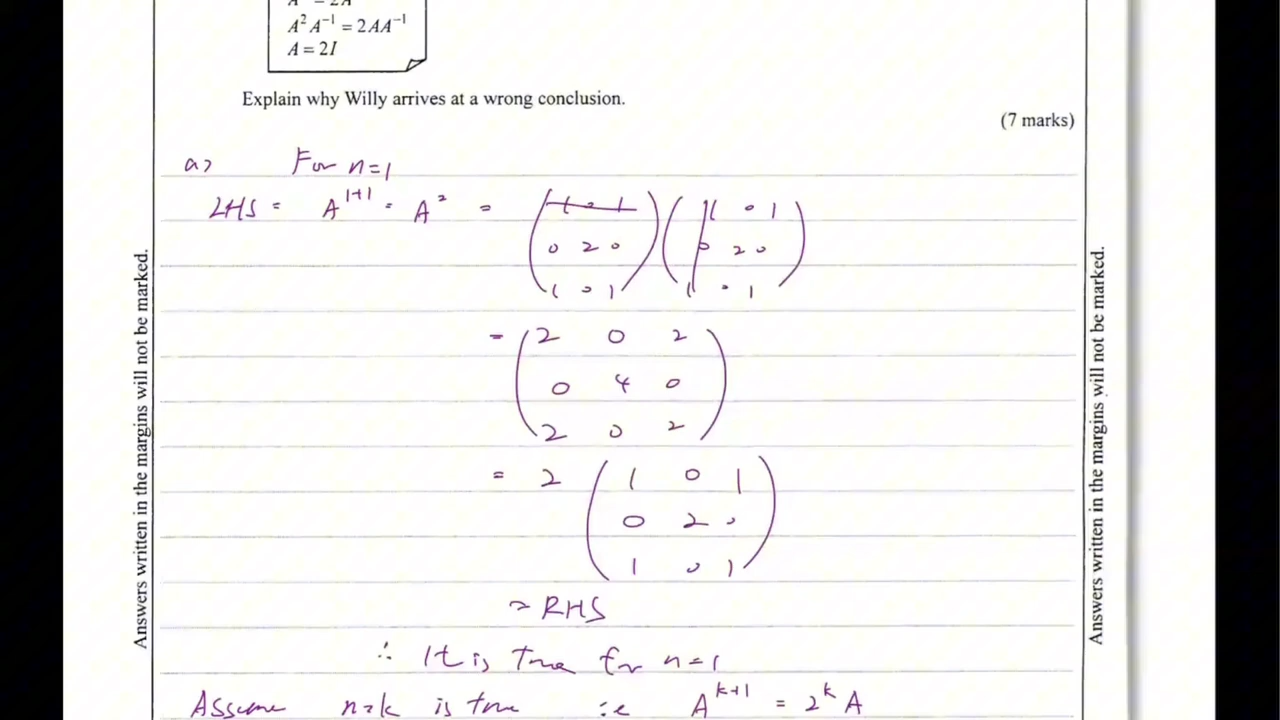 A² = 2A
A²A⁻¹ = 2AA⁻¹
A = 2I
Explain why Willy arrives at a wrong conclusion.
(7 marks)
a) For n=1
LHS = A¹⁺¹ = A² = (1 0 1) (1 0 1)
(0 2 0) (0 2 0)
(1 0 1) (1 0 1)
= (2 0 2)
(0 4 0)
(2 0 2)
= 2 (1 0 1)
(0 2 0)
(1 0 1)
= RHS
∴ It is true for n=1
Assume n=k is true i.e A^{k+1} = 2^k A
Answers written in the margins will not be marked.
Answers written in the margins will not be marked.